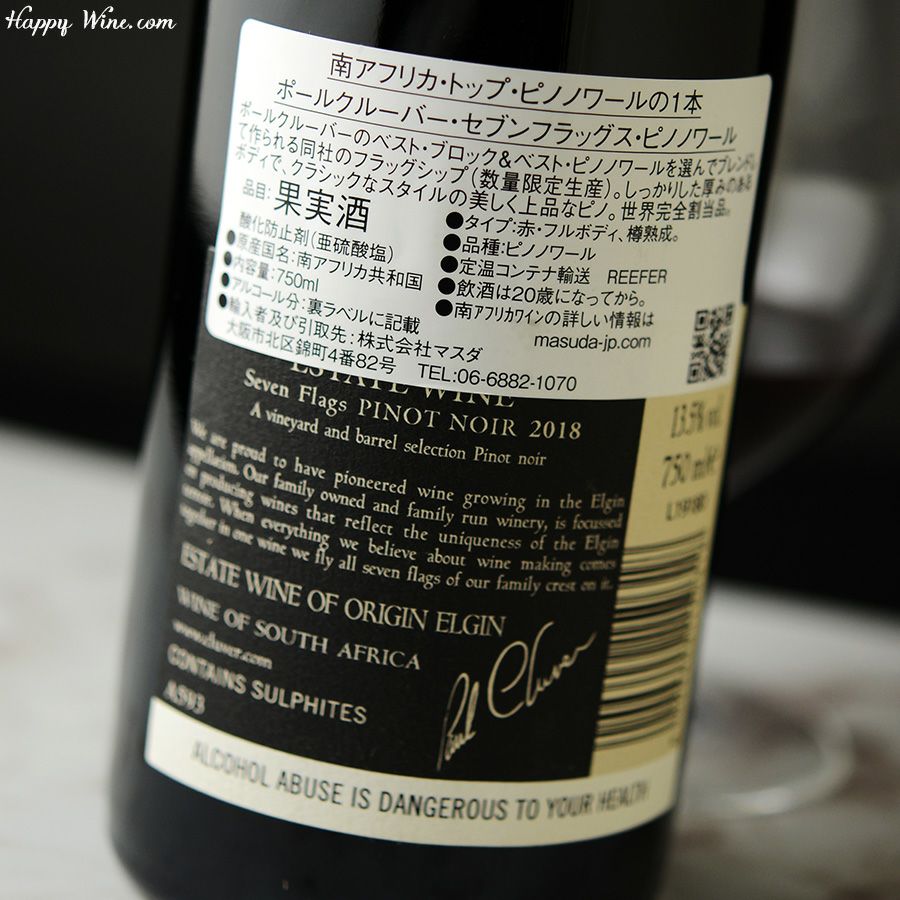 Happy Wine.com
南アフリカ・トップ・ピノノワールの1本
ポールクルーバー・セブンフラッグス・ピノノワール
ポールクルーバーのベスト・ブロック&ベスト・ピノノワールを選んでブレンドし
て作られる同社のフラッグシップ(数量限定生産)。しっかりした厚みのある
ボディで、クラシックなスタイルの美しく上品なピノ。世界完全割当品。
品目:果実酒
酸化防止剤(亜硫酸塩)
●原産国名:南アフリカ共和国
●内容量:750ml
●アルコール分:裏ラベルに記載
●輸入者及び引取先:株式会社マスダ
大阪市北区錦町4番82号 TEL:06-6882-1070
●タイプ:赤・フルボディ、樽熟成。
●品種:ピノノワール
●定温コンテナ輸送 REEFER
●飲酒は20歳になってから。
●南アフリカワインの詳しい情報は
masuda-jp.com
ESTATE WINE
Seven Flags PINOT NOIR 2018
A vineyard and barrel selection Pinot noir
We are proud to have pioneered wine growing in the Elgin
appellation. Our family owned and family run winery, is focussed
on producing wines that reflect the uniqueness of the Elgin
terroir. When everything we believe about wine making comes
together in one wine we fly all seven flags of our family crest on it.
ESTATE WINE OF ORIGIN ELGIN
WINE OF SOUTH AFRICA
www.cluver.com
CONTAINS SULPHITES
A593
Paul Cluver
13.5% vol
750 ml
ALCOHOL ABUSE IS DANGEROUS TO YOUR HEALTH